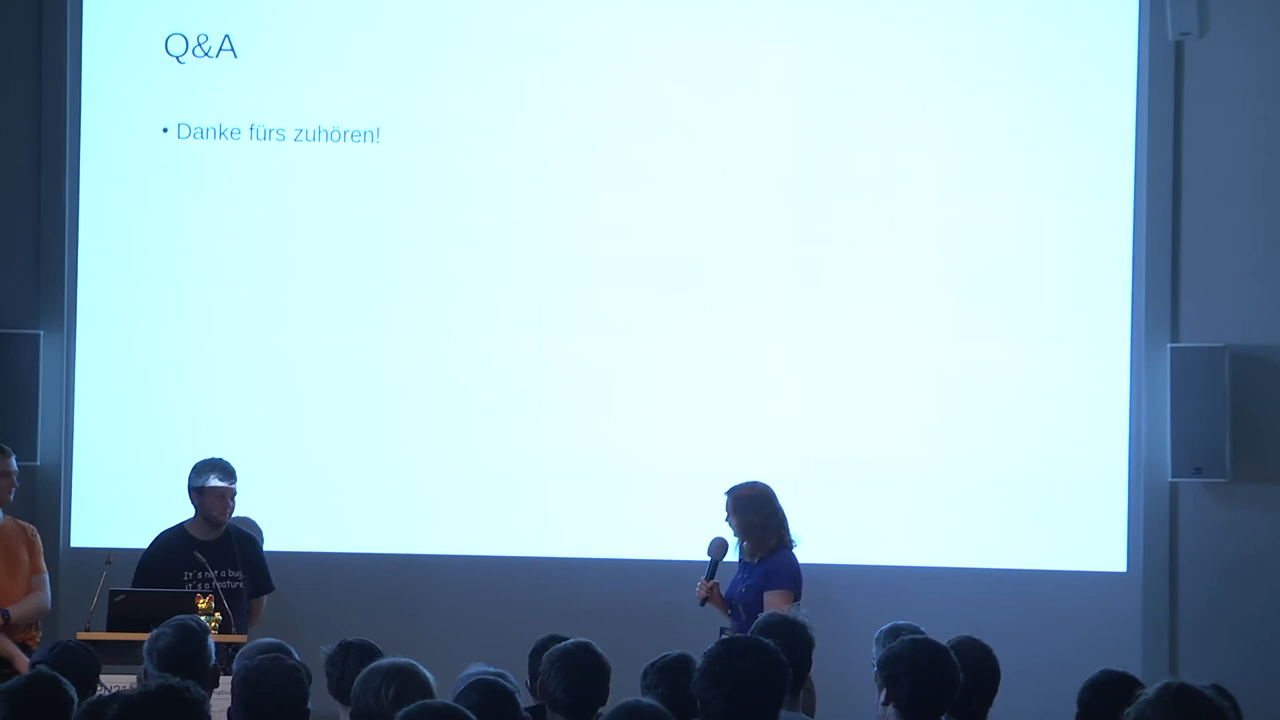 Q&A
• Danke fürs zuhören!
It's not a bug
it's a feature